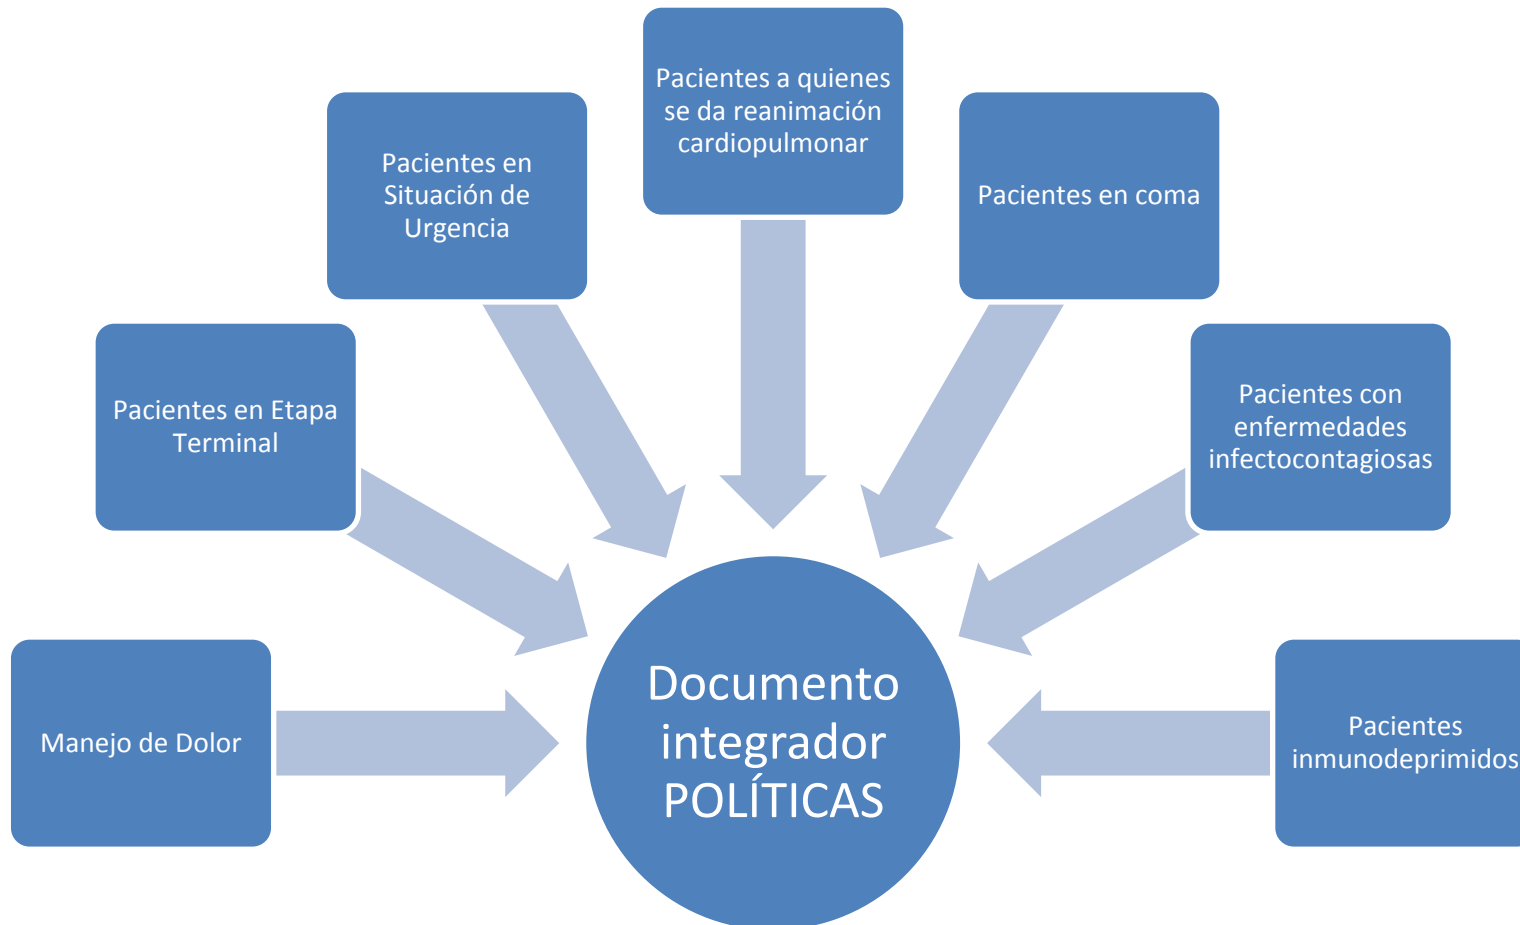 Pacientes a quienes
se da reanimación
cardiopulmonar
Pacientes en
Situación de
Urgencia
Pacientes en coma
Pacientes en Etapa
Terminal
Pacientes con
enfermedades
infectocontagiosas
Manejo de Dolor
Documento
integrador
POLÍTICAS
Pacientes
inmunodeprimidos